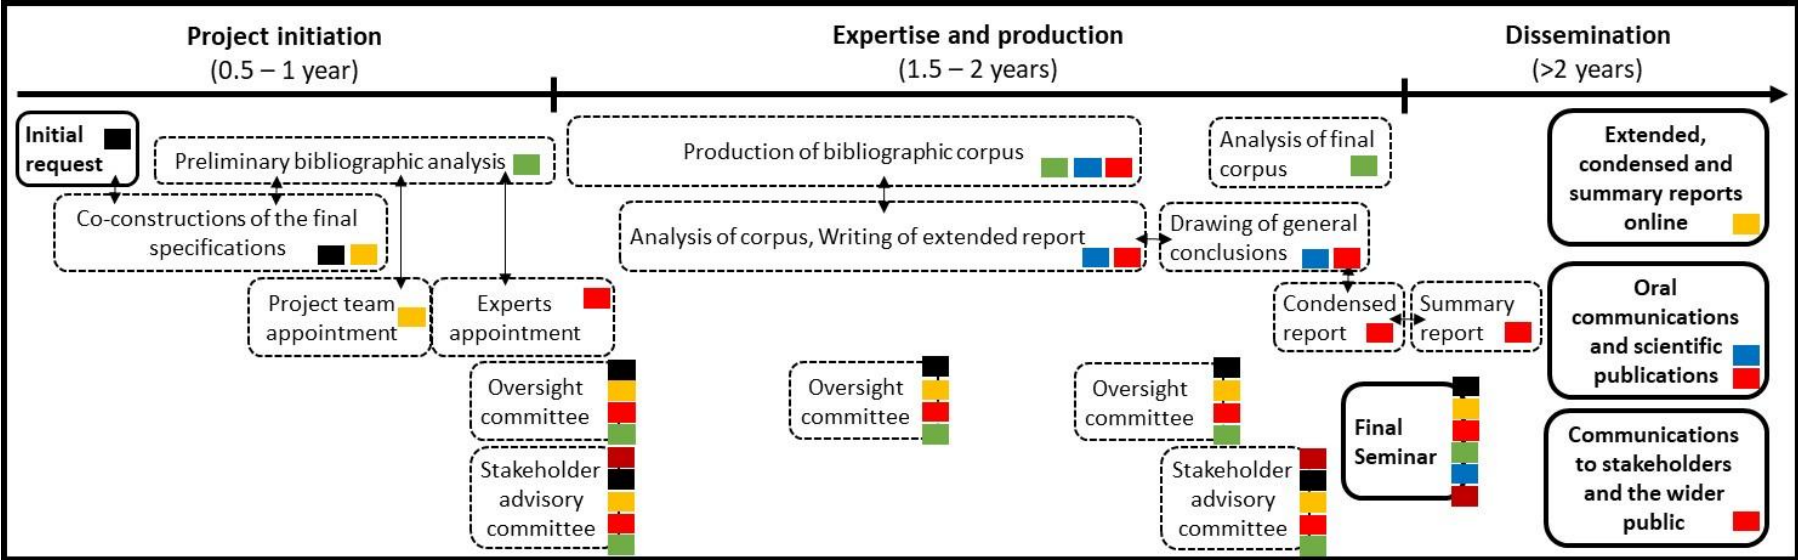 Project initiation
(0.5 – 1 year)
Expertise and production
(1.5 – 2 years)
Dissemination
(>2 years)
Initial
request
Preliminary bibliographic analysis
Co-constructions of the final
specifications
Project team
appointment
Experts
appointment
Oversight
committee
Stakeholder
advisory
committee
Production of bibliographic corpus
Analysis of corpus, Writing of extended report
Oversight
committee
Analysis of final
corpus
Drawing of general
conclusions
Condensed
report
Summary
report
Oversight
committee
Stakeholder
advisory
committee
Final
Seminar
Extended,
condensed and
summary reports
online
Oral
communications
and scientific
publications
Communications
to stakeholders
and the wider
public